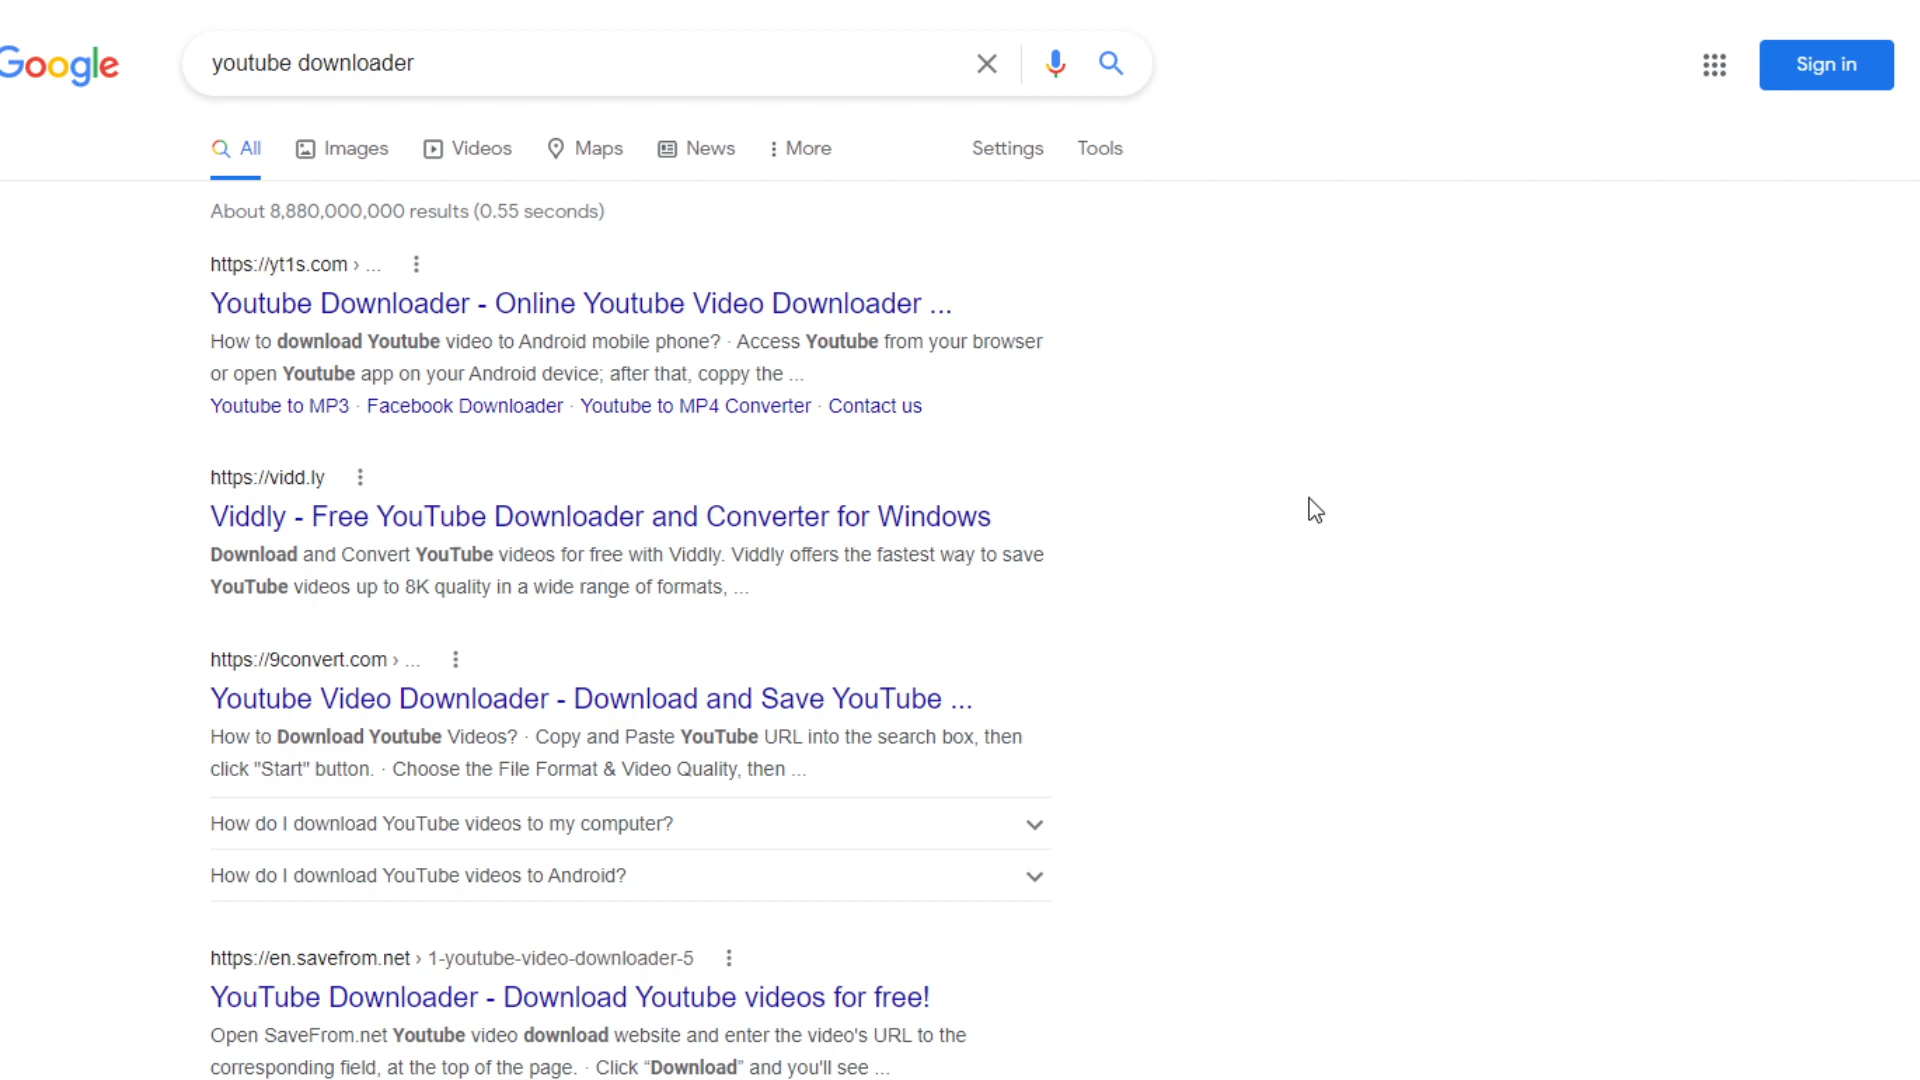 Google
youtube downloader
Sign in
All Images Videos Maps News More Settings Tools
About 8,880,000,000 results (0.55 seconds)
https://yt1s.com › ...
Youtube Downloader - Online Youtube Video Downloader ...
How to download Youtube video to Android mobile phone? · Access Youtube from your browser
or open Youtube app on your Android device; after that, coppy the ...
Youtube to MP3 · Facebook Downloader · Youtube to MP4 Converter · Contact us
https://vidd.ly
Viddly - Free YouTube Downloader and Converter for Windows
Download and Convert YouTube videos for free with Viddly. Viddly offers the fastest way to save
YouTube videos up to 8K quality in a wide range of formats, ...
https://9convert.com › ...
Youtube Video Downloader - Download and Save YouTube ...
How to Download Youtube Videos? · Copy and Paste YouTube URL into the search box, then
click "Start" button. · Choose the File Format & Video Quality, then ...
How do I download YouTube videos to my computer?
How do I download YouTube videos to Android?
https://en.savefrom.net › 1-youtube-video-downloader-5
YouTube Downloader - Download Youtube videos for free!
Open SaveFrom.net Youtube video download website and enter the video's URL to the
corresponding field, at the top of the page. · Click “Download” and you'll see ...